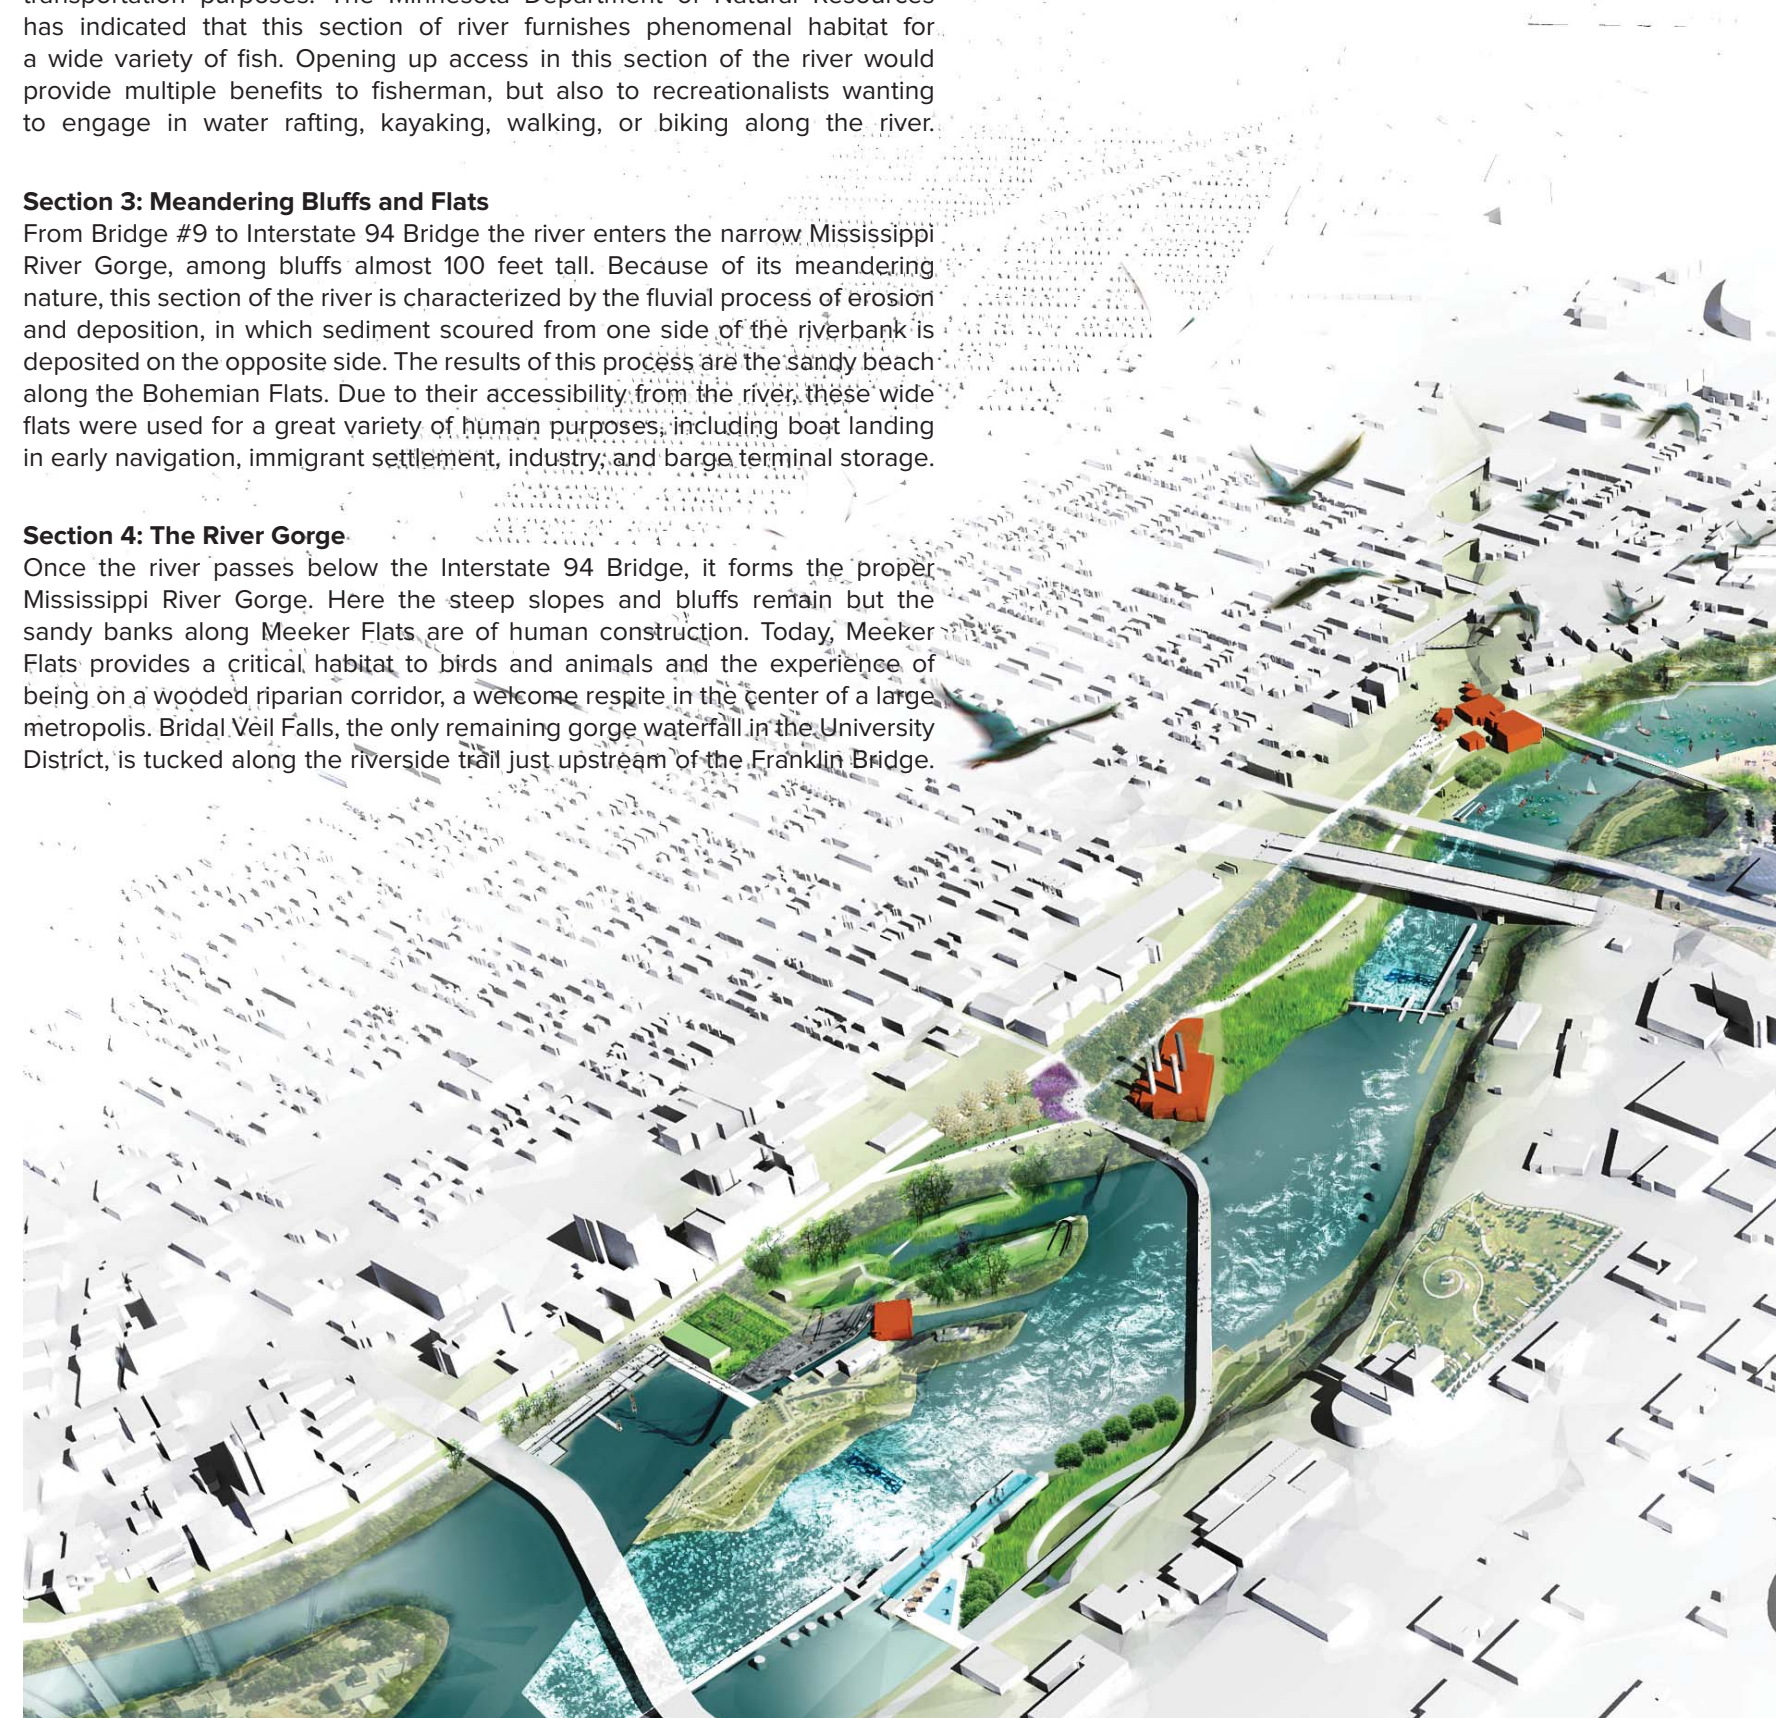 transportation purposes. The Minnesota Department of Natural Resources
has indicated that this section of river furnishes phenomenal habitat for
a wide variety of fish. Opening up access in this section of the river would
provide multiple benefits to fisherman, but also to recreationalists wanting
to engage in water rafting, kayaking, walking, or biking along the river.
Section 3: Meandering Bluffs and Flats
From Bridge #9 to Interstate 94 Bridge the river enters the narrow Mississippi
River Gorge, among bluffs almost 100 feet tall. Because of its meandering
nature, this section of the river is characterized by the fluvial process of erosion
and deposition, in which sediment scoured from one side of the riverbank is
deposited on the opposite side. The results of this process are the sandy beach
along the Bohemian Flats. Due to their accessibility from the river, these wide
flats were used for a great variety of human purposes, including boat landing
in early navigation, immigrant settlement, industry, and barge terminal storage.
Section 4: The River Gorge
Once the river passes below the Interstate 94 Bridge, it forms the proper
Mississippi River Gorge. Here the steep slopes and bluffs remain but the
sandy banks along Meeker Flats are of human construction. Today, Meeker
Flats provides a critical habitat to birds and animals and the experience of
being on a wooded riparian corridor, a welcome respite in the center of a large
metropolis. Bridal Veil Falls, the only remaining gorge waterfall in the University
District, is tucked along the riverside trail just upstream of the Franklin Bridge.